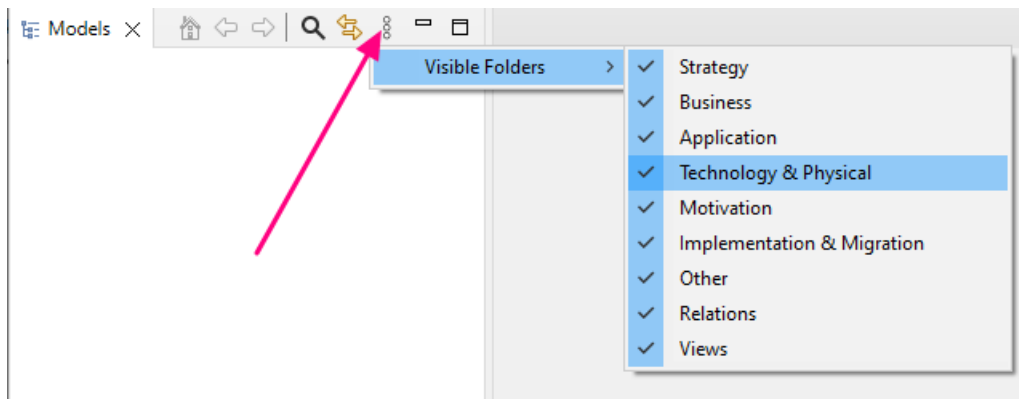 Models
Visible Folders
Strategy
Business
Application
Technology & Physical
Motivation
Implementation & Migration
Other
Relations
Views